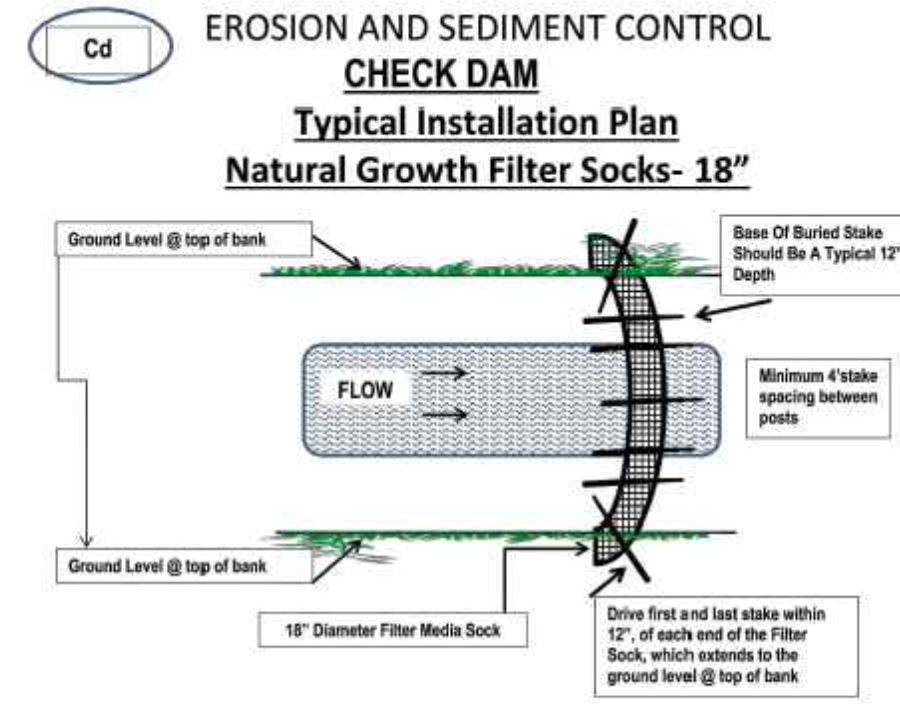 Cd
EROSION AND SEDIMENT CONTROL
CHECK DAM
Typical Installation Plan
Natural Growth Filter Socks- 18”
Ground Level @ top of bank
Base Of Buried Stake
Should Be A Typical 12"
Depth
FLOW
Minimum 4'stake
spacing between
posts
Ground Level @ top of bank
18” Diameter Filter Media Sock
Drive first and last stake within
12”, of each end of the Filter
Sock, which extends to the
ground level @ top of bank